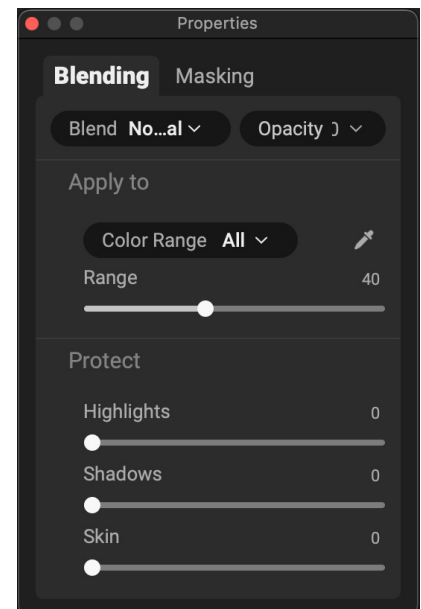 Properties
Blending Masking
Blend No...al Opacity
Apply to
Color Range All
Range 40
Protect
Highlights 0
Shadows 0
Skin 0